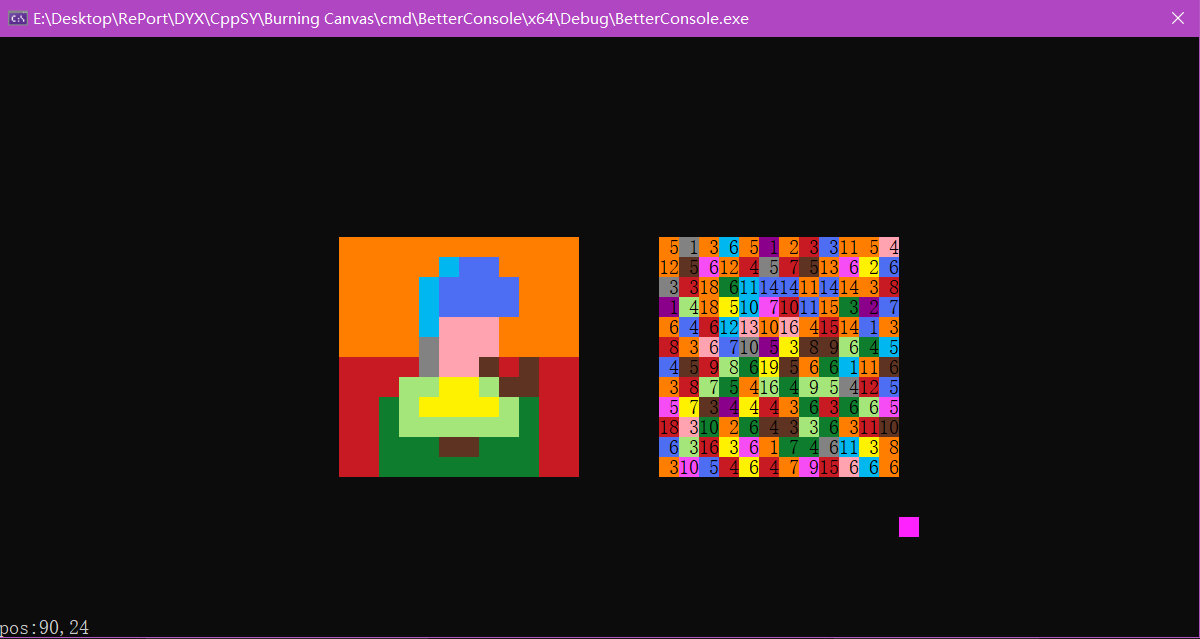 E:\Desktop\RePort\DYX\CppSY\Burning Canvas\cmd\BetterConsole\x64\Debug\BetterConsole.exe
5 1 3 6 5 1 2 3 3 11 5 4
12 5 6 12 4 5 7 5 13 6 2 6
3 3 18 6 11 14 14 11 14 14 3 8
1 4 18 5 10 7 10 11 15 3 2 7
6 4 6 12 13 10 16 4 15 14 1 3
8 3 6 7 10 5 3 8 9 6 4 5
4 5 9 8 6 19 5 6 6 1 11 6
3 8 7 5 4 16 4 9 5 4 12 5
5 7 3 4 4 4 3 6 3 6 6 5
18 3 10 2 6 4 3 3 6 3 11 10
6 3 16 3 6 1 7 4 6 11 3 8
3 10 5 4 6 4 7 9 15 6 6 6
pos:90,24